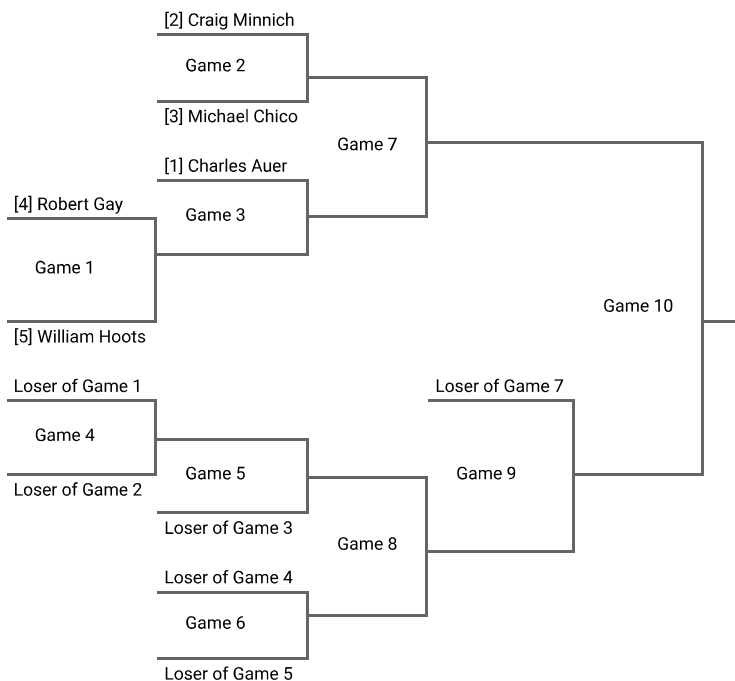 [2] Craig Minnich
Game 2
[3] Michael Chico
Game 7
[1] Charles Auer
[4] Robert Gay
Game 3
Game 1
Game 10
[5] William Hoots
Loser of Game 1
Loser of Game 7
Game 4
Game 5
Game 9
Loser of Game 2
Loser of Game 3
Game 8
Loser of Game 4
Game 6
Loser of Game 5